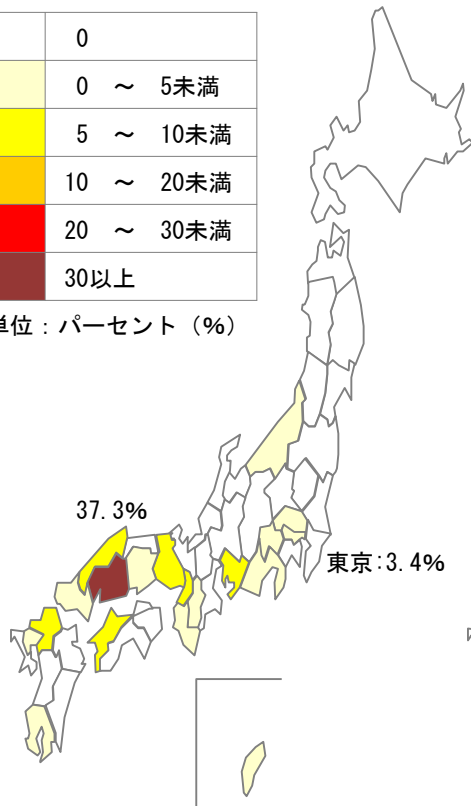 0
0 ～ 5未満
5 ～ 10未満
10 ～ 20未満
20 ～ 30未満
30以上
単位：パーセント（%）
37.3%
東京:3.4%